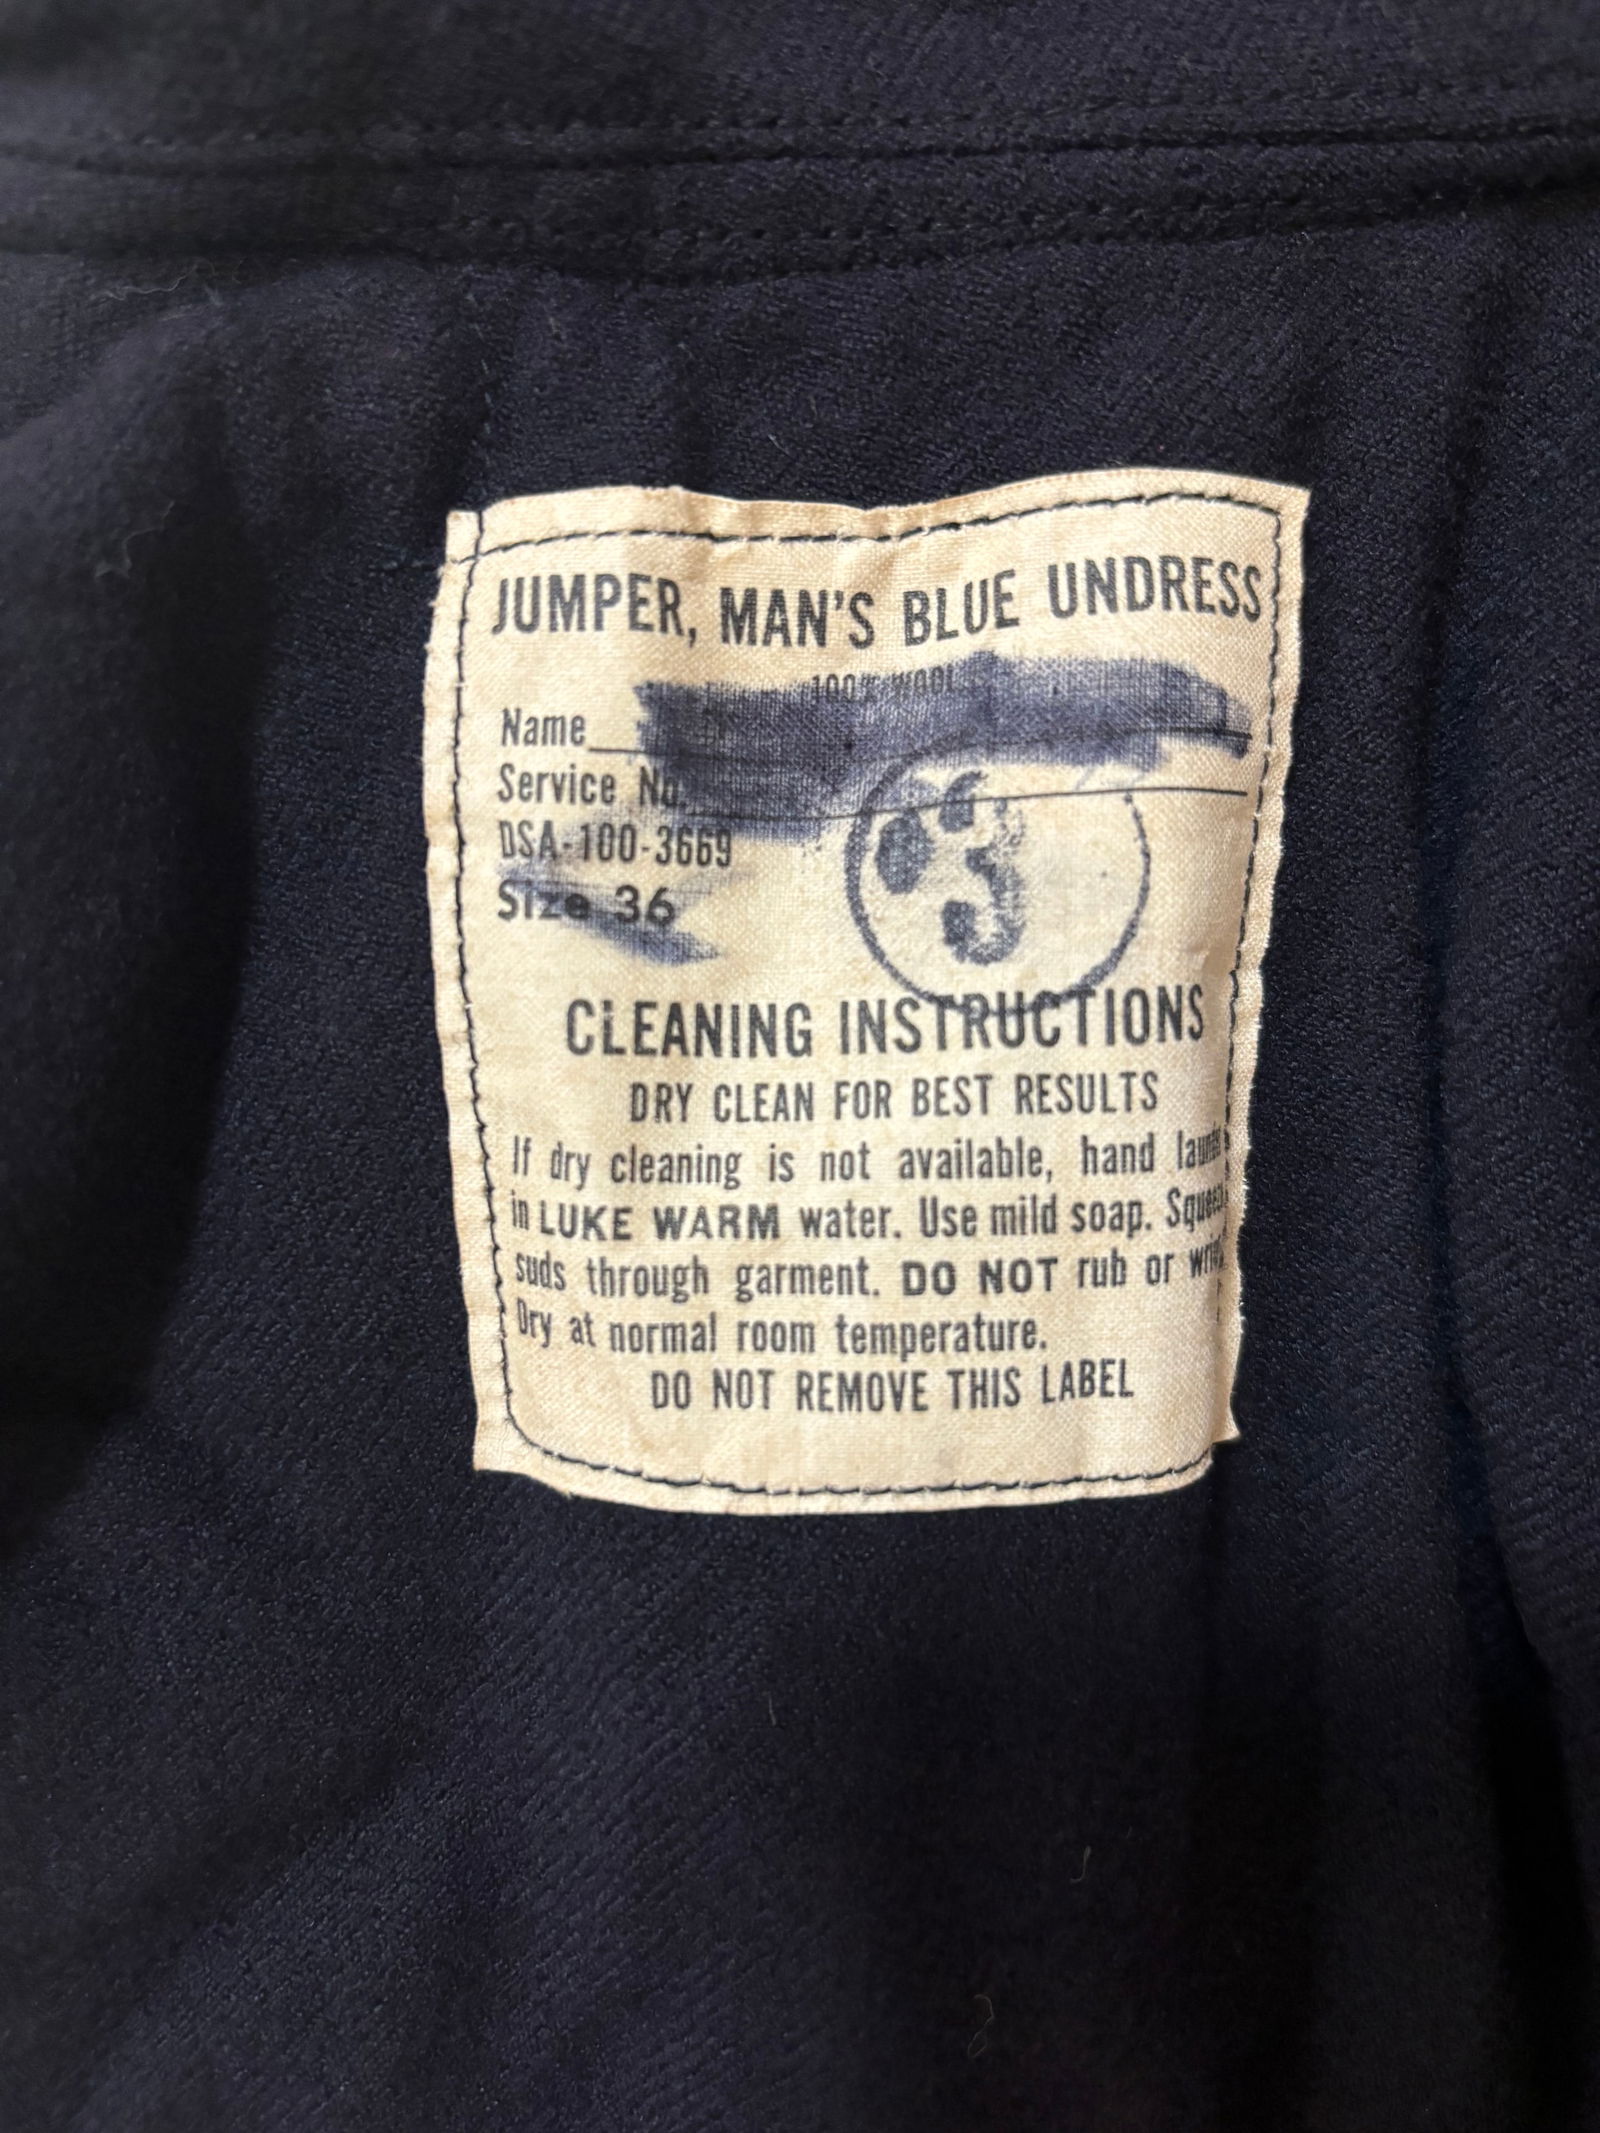 JUMPER, MAN'S BLUE UNDRESS
100% WOOL
Name
Service No.
DSA-100-3669
Size 36
3
CLEANING INSTRUCTIONS
DRY CLEAN FOR BEST RESULTS
If dry cleaning is not available, hand
in LUKE WARM water. Use mild soap. Squeeze
suds through garment. DO NOT rub or
Dry at normal room temperature.
DO NOT REMOVE THIS LABEL